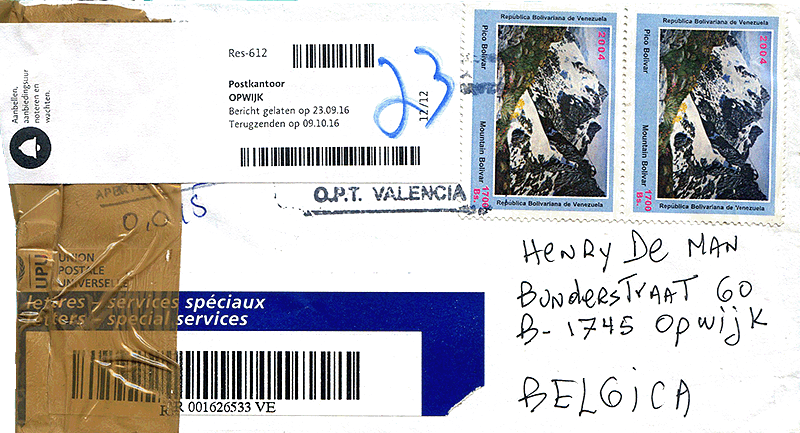 Aanbellen,
aanbiedingsuur
noteren en
wachten.
Res-612
Postkantoor
OPWIJK
Bericht gelaten op 23.09.16
Terugzenden op 09.10.16
12/12
23
República Bolivariana de Venezuela
Pico Bolívar
Mountain Bolívar
2004
1700
Bs.
República Bolivariana de Venezuela
República Bolivariana de Venezuela
Pico Bolívar
Mountain Bolívar
2004
1700
Bs.
República Bolivariana de Venezuela
O.P.T. VALENCIA
UPU
UNION
POSTALE
UNIVERSELLE
lettres – services spéciaux
letters – special services
RR 001626533 VE
HENRY De MAN
BUNDERSTRAAT 60
B-1745 OPWIJK
BELGICA